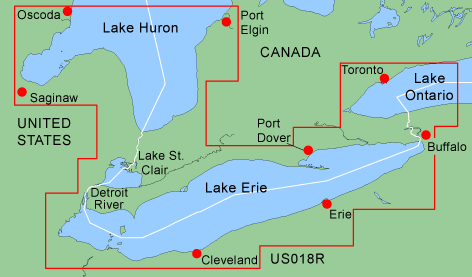 Oscoda
Lake Huron
Port
Elgin
CANADA
Toronto
Lake
Ontario
Saginaw
UNITED
STATES
Port
Dover
Buffalo
Lake St.
Clair
Detroit
River
Lake Erie
Erie
Cleveland
US018R